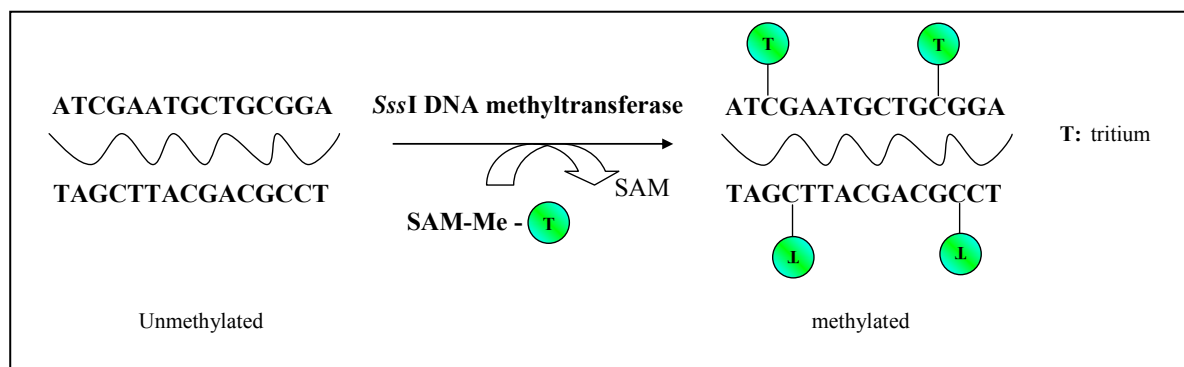 T T
ATCGAATGCTGCGGA SssI DNA methyltransferase ATCGAATGCTGCGGA
T: tritium
TAGCTTACGACGCCT SAM TAGCTTACGACGCCT
SAM-Me - T
T T
Unmethylated methylated